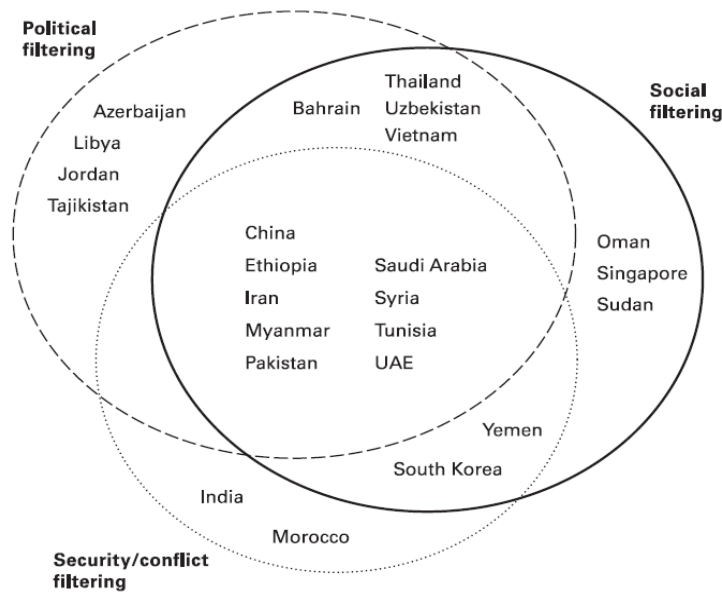 Political
filtering
Social
filtering
Thailand
Bahrain
Uzbekistan
Vietnam
Azerbaijan
Libya
Jordan
Tajikistan
China
Ethiopia
Iran
Myanmar
Pakistan
Saudi Arabia
Syria
Tunisia
UAE
Oman
Singapore
Sudan
Yemen
South Korea
India
Morocco
Security/conflict
filtering